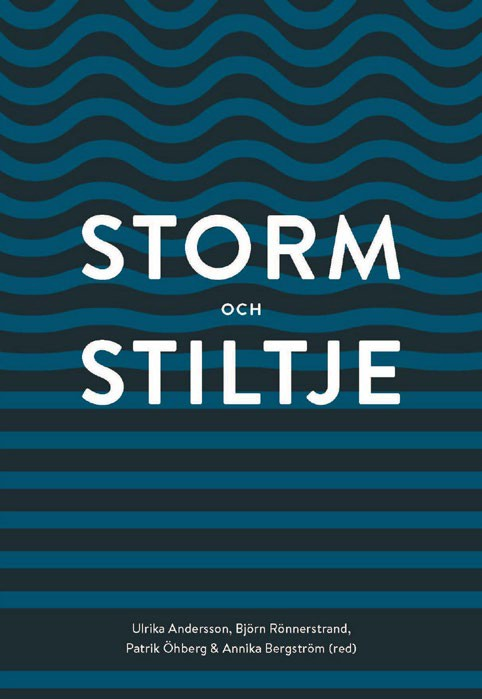 STORM
OCH
STILTJE
Ulrika Andersson, Björn Rönnerstrand,
Patrik Öhberg & Annika Bergström (red)